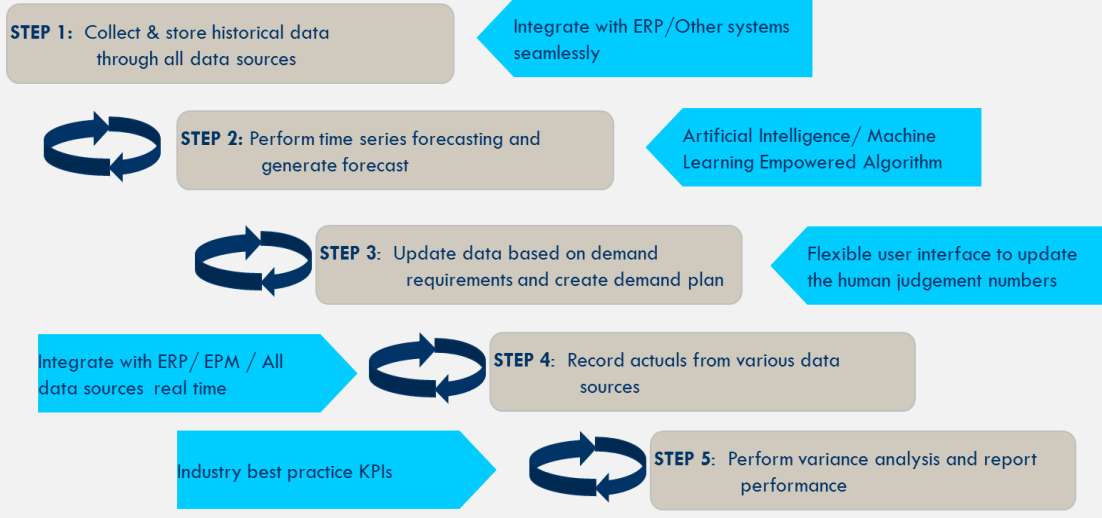 STEP 1: Collect & store historical data
through all data sources
Integrate with ERP/Other systems
seamlessly
STEP 2: Perform time series forecasting and
generate forecast
Artificial Intelligence/ Machine
Learning Empowered Algorithm
STEP 3: Update data based on demand
requirements and create demand plan
Flexible user interface to update
the human judgement numbers
Integrate with ERP/ EPM / All
data sources real time
STEP 4: Record actuals from various data
sources
Industry best practice KPIs
STEP 5: Perform variance analysis and report
performance